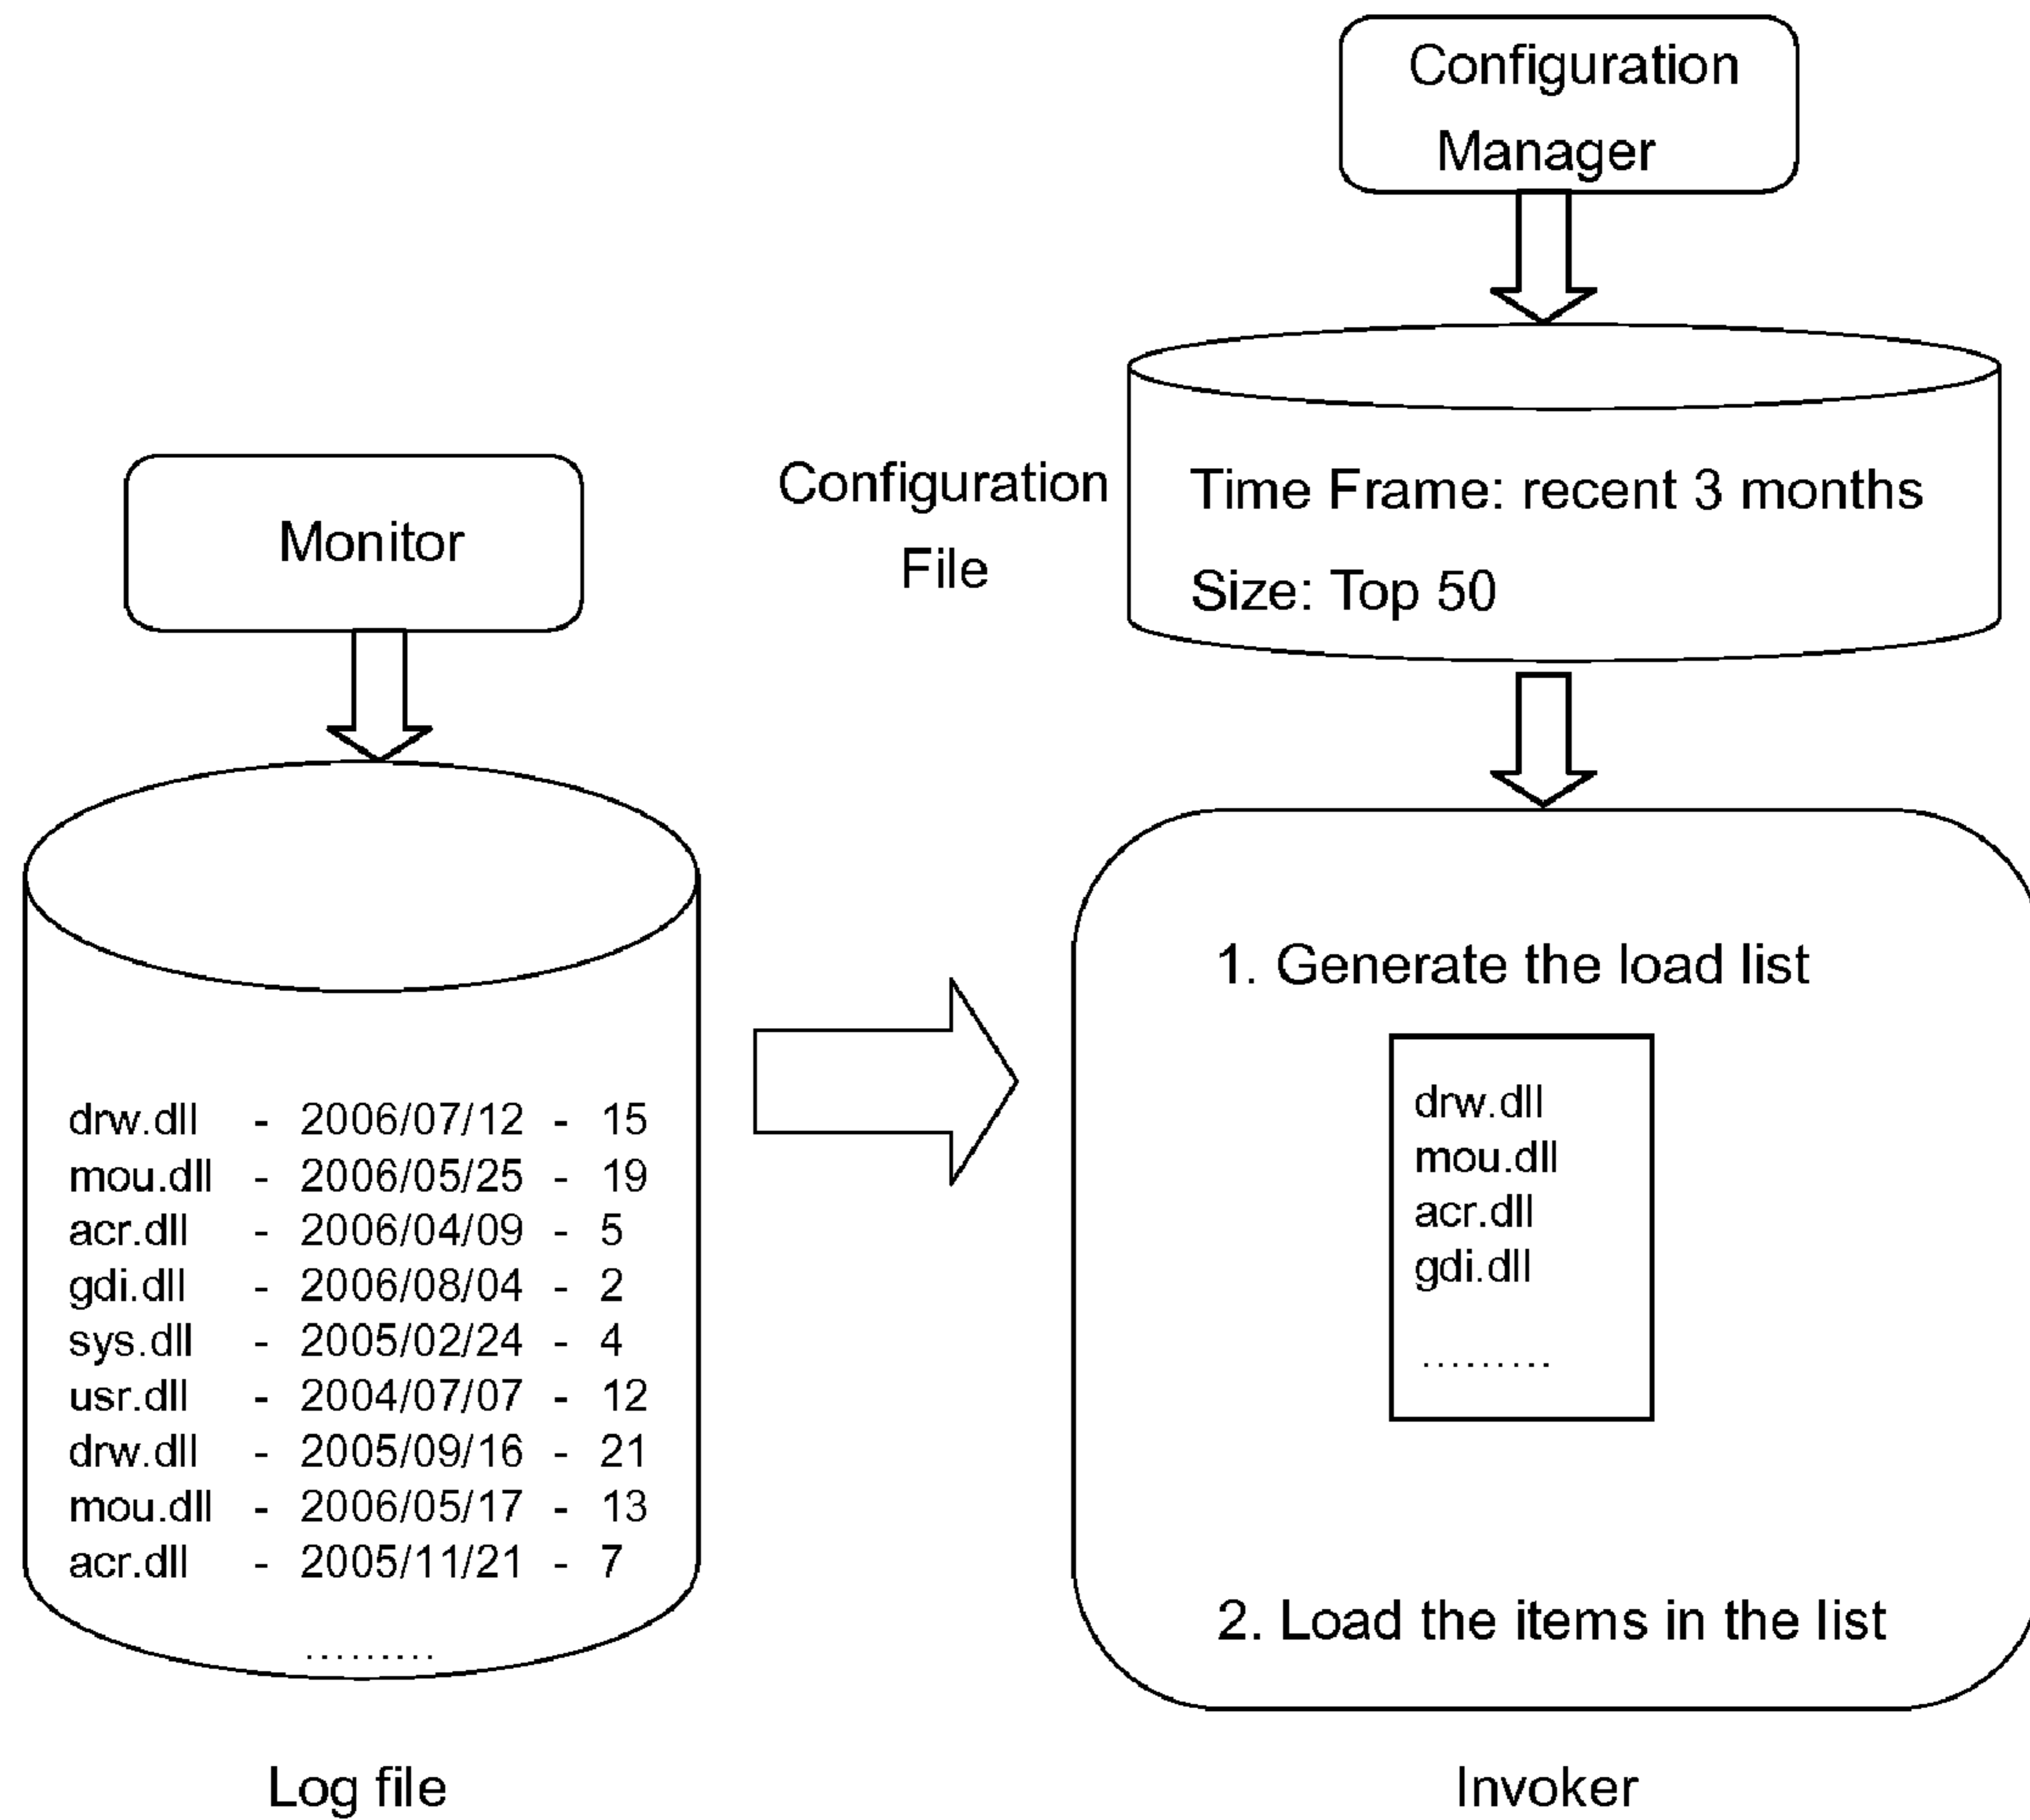 Configuration
Manager
Configuration
File
Time Frame: recent 3 months
Size: Top 50
Monitor
drw.dll - 2006/07/12 - 15
mou.dll - 2006/05/25 - 19
acr.dll - 2006/04/09 - 5
gdi.dll - 2006/08/04 - 2
sys.dll - 2005/02/24 - 4
usr.dll - 2004/07/07 - 12
drw.dll - 2005/09/16 - 21
mou.dll - 2006/05/17 - 13
acr.dll - 2005/11/21 - 7
.........
Log file
1. Generate the load list
drw.dll
mou.dll
acr.dll
gdi.dll
.........
2. Load the items in the list
Invoker